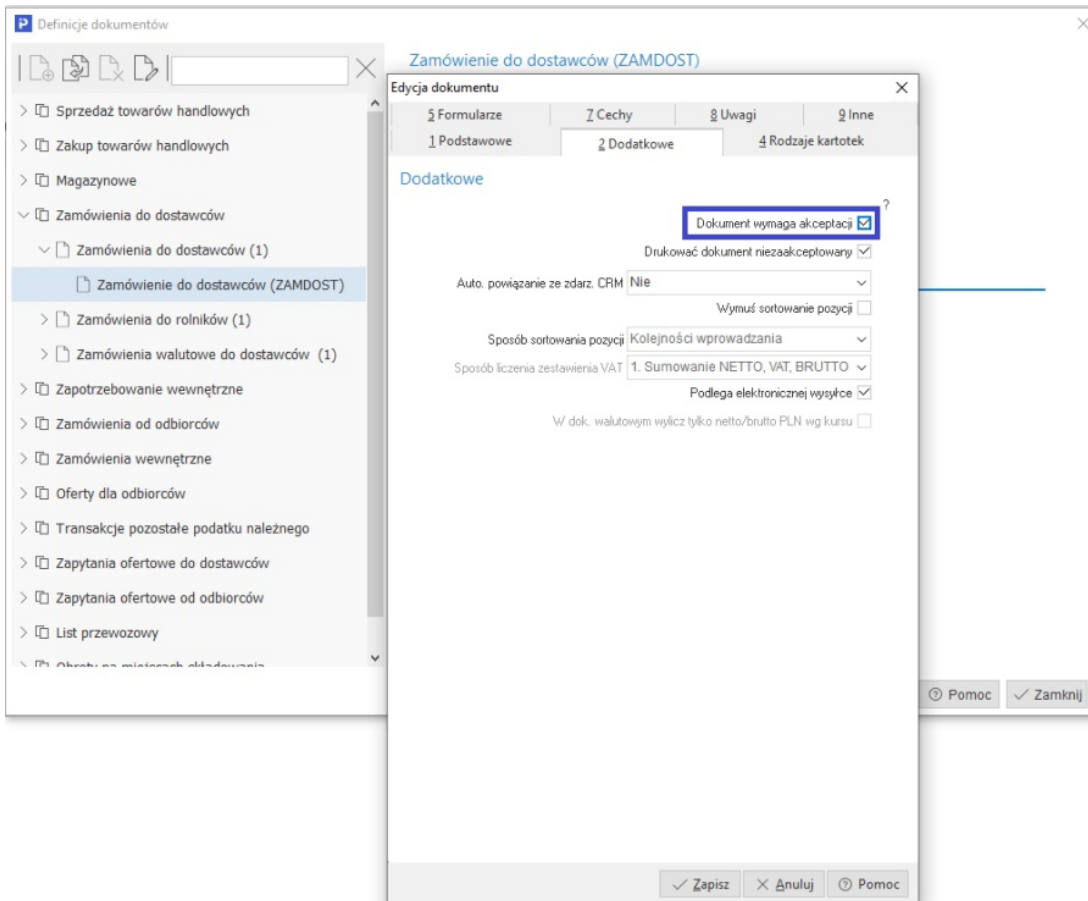 Definicje dokumentów
Zamówienie do dostawców (ZAMDOST)
Sprzedaż towarów handlowych
Zakup towarów handlowych
Magazynowe
Zamówienia do dostawców
Zamówienia do dostawców (1)
Zamówienie do dostawców (ZAMDOST)
Zamówienia do rolników (1)
Zamówienia walutowe do dostawców (1)
Zapotrzebowanie wewnętrzne
Zamówienia od odbiorców
Zamówienia wewnętrzne
Oferty dla odbiorców
Transakcje pozostałe podatku należnego
Zapytania ofertowe do dostawców
Zapytania ofertowe od odbiorców
List przewozowy
Obroty na miejscach składowania
Edycja dokumentu
5 Formularze 7 Cechy 8 Uwagi 9 Inne
1 Podstawowe 2 Dodatkowe 4 Rodzaje kartotek
Dodatkowe
?
Dokument wymaga akceptacji
Drukować dokument niezaakceptowany
Auto. powiązanie ze zdarz. CRM Nie
Wymuś sortowanie pozycji
Sposób sortowania pozycji Kolejności wprowadzania
Sposób liczenia zestawienia VAT 1. Sumowanie NETTO, VAT, BRUTTO
Podlega elektronicznej wysyłce
W dok. walutowym wylicz tylko netto/brutto PLN wg kursu
Zapisz Anuluj Pomoc
Pomoc Zamknij